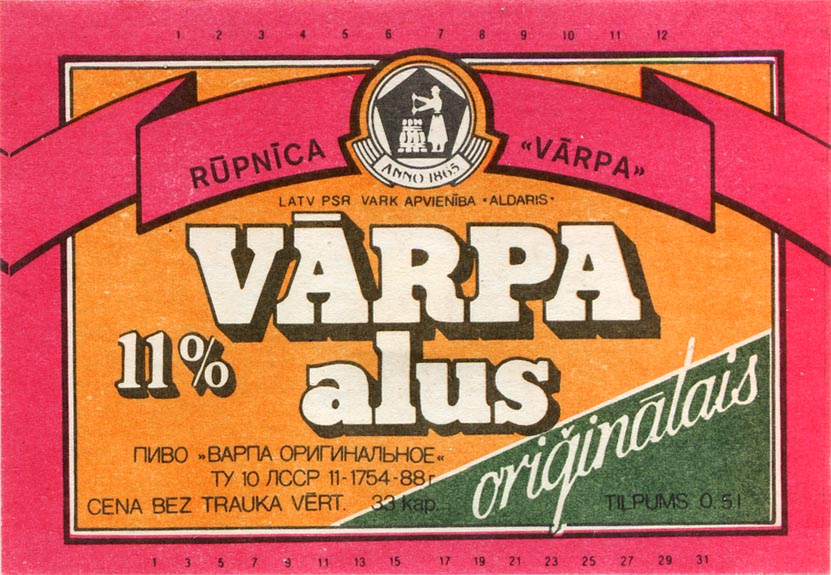 1 2 3 4 5 6 7 8 9 10 11 12
RŪPNĪCA «VĀRPA»
ANNO 1865
LATV PSR VARK APVIENĪBA "ALDARIS"
VĀRPA
11% alus
oriģinālais
ПИВО »ВАРПА ОРИГИНАЛЬНОЕ«
ТУ 10 ЛССР 11-1754-88 г.
CENA BEZ TRAUKA VĒRT. 33 kap. TILPUMS 0.5 l
1 3 5 7 9 11 13 15 17 19 21 23 25 27 29 31